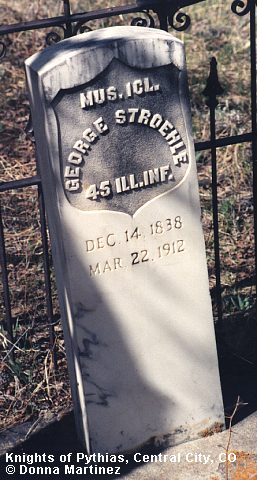 MUS. ICL.
GEORGE STROEHLE
45 ILL. INF.
DEC. 14. 1838
MAR. 22. 1912
Knights of Pythias, Central City, CO
© Donna Martinez